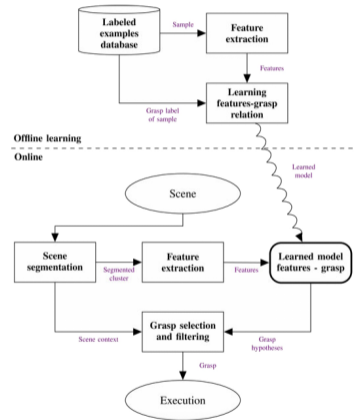 Labeled
examples
database
Sample
Feature
extraction
Features
Grasp label
of sample
Learning
features-grasp
relation
Offline learning
Online
Learned
model
Scene
Scene
segmentation
Segmented
cluster
Feature
extraction
Features
Learned model
features - grasp
Scene context
Grasp selection
and filtering
Grasp
hypotheses
Grasp
Execution